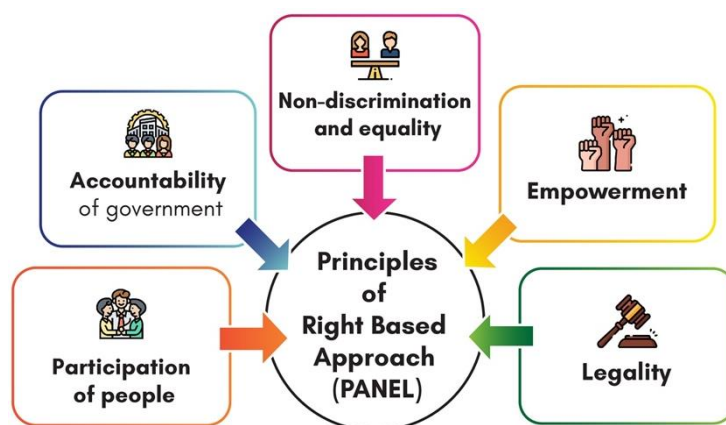 Non-discrimination
and equality
Accountability
of government
Empowerment
Participation
of people
Legality
Principles
of
Right Based
Approach
(PANEL)